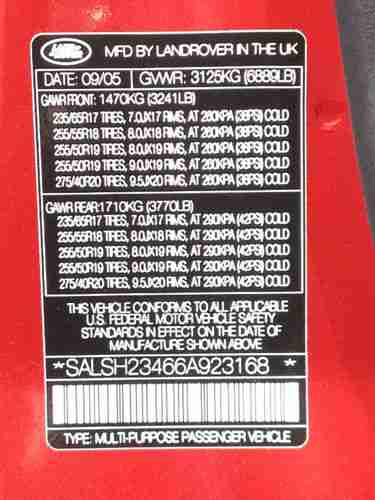 LAND ROVER
MFD BY LANDROVER IN THE UK
DATE: 09/05 GVWR: 3125KG (6889LB)
GAWR FRONT: 1470KG (3241LB)
235/65R17 TIRES, 7.0JX17 RIMS, AT 260KPA (38PSI) COLD
255/55R18 TIRES, 8.0JX18 RIMS, AT 260KPA (38PSI) COLD
255/50R19 TIRES, 8.0JX19 RIMS, AT 260KPA (38PSI) COLD
255/50R19 TIRES, 9.0JX19 RIMS, AT 260KPA (38PSI) COLD
275/40R20 TIRES, 9.5JX20 RIMS, AT 260KPA (38PSI) COLD
GAWR REAR: 1710KG (3770LB)
235/65R17 TIRES, 7.0JX17 RIMS, AT 290KPA (42PSI) COLD
255/55R18 TIRES, 8.0JX18 RIMS, AT 290KPA (42PSI) COLD
255/50R19 TIRES, 8.0JX19 RIMS, AT 290KPA (42PSI) COLD
255/50R19 TIRES, 9.0JX19 RIMS, AT 290KPA (42PSI) COLD
275/40R20 TIRES, 9.5JX20 RIMS, AT 290KPA (42PSI) COLD
THIS VEHICLE CONFORMS TO ALL APPLICABLE
U.S. FEDERAL MOTOR VEHICLE SAFETY
STANDARDS IN EFFECT ON THE DATE OF
MANUFACTURE SHOWN ABOVE
*SALSH23466A923168*
TYPE: MULTI-PURPOSE PASSENGER VEHICLE